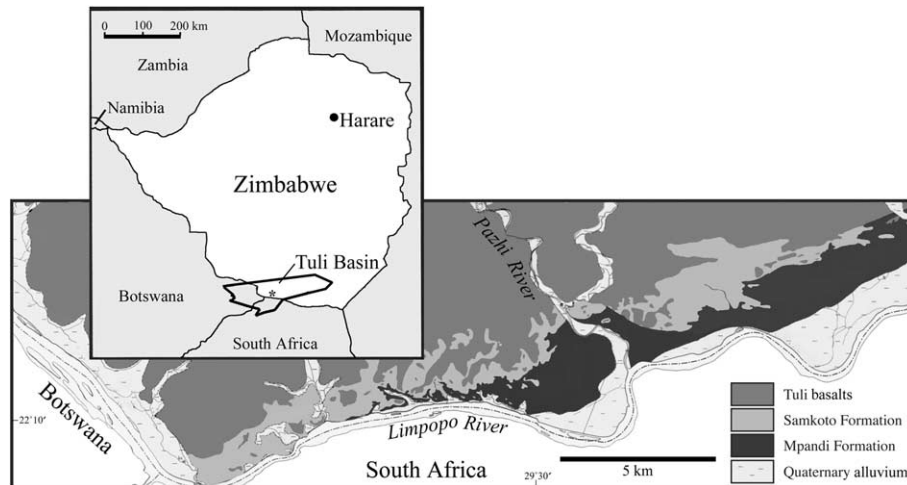 0 100 200 km
Mozambique
Zambia
Namibia
Harare
Zimbabwe
Tuli Basin
*
Botswana
South Africa
Pazhi River
Botswana
22°10'
Limpopo River
South Africa
29°30'
5 km
Tuli basalts
Samkoto Formation
Mpandi Formation
Quaternary alluvium